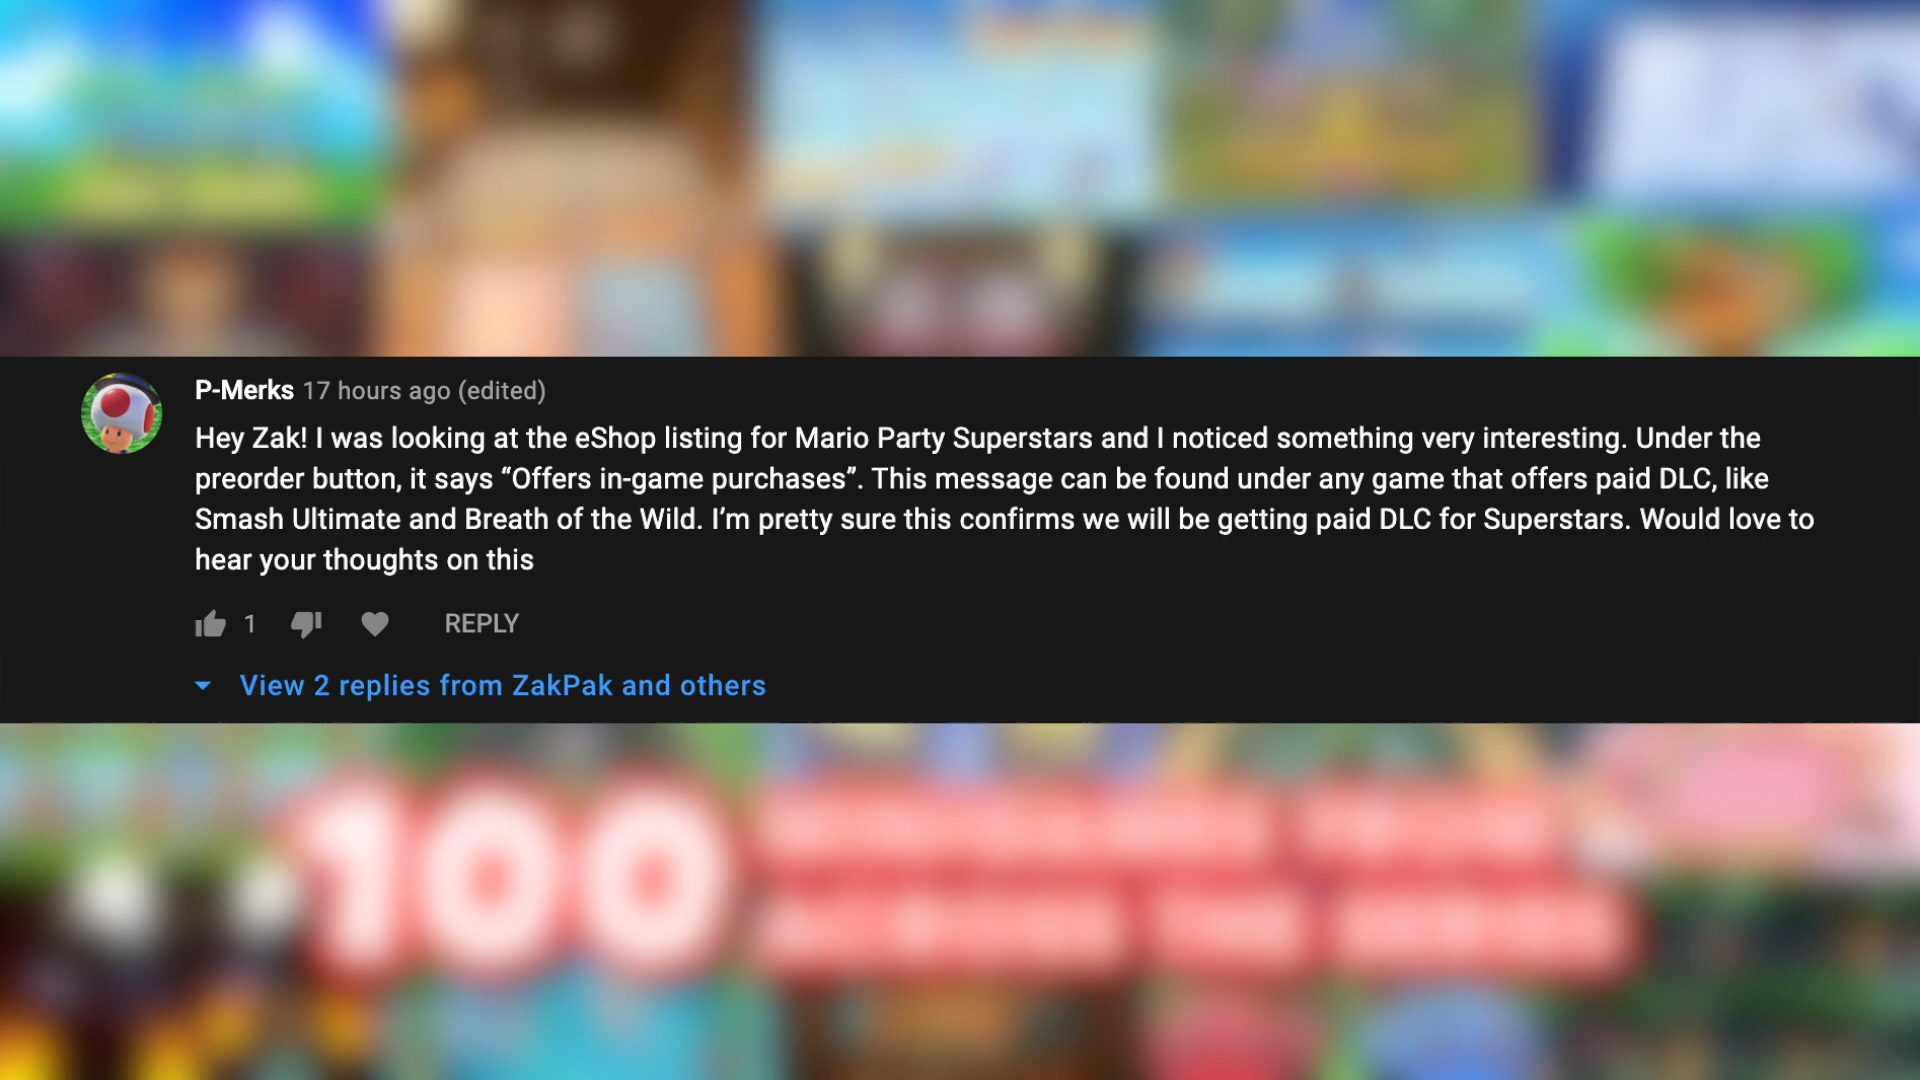 P-Merks 17 hours ago (edited)
Hey Zak! I was looking at the eShop listing for Mario Party Superstars and I noticed something very interesting. Under the
preorder button, it says “Offers in-game purchases”. This message can be found under any game that offers paid DLC, like
Smash Ultimate and Breath of the Wild. I’m pretty sure this confirms we will be getting paid DLC for Superstars. Would love to
hear your thoughts on this
1 REPLY
View 2 replies from ZakPak and others
100